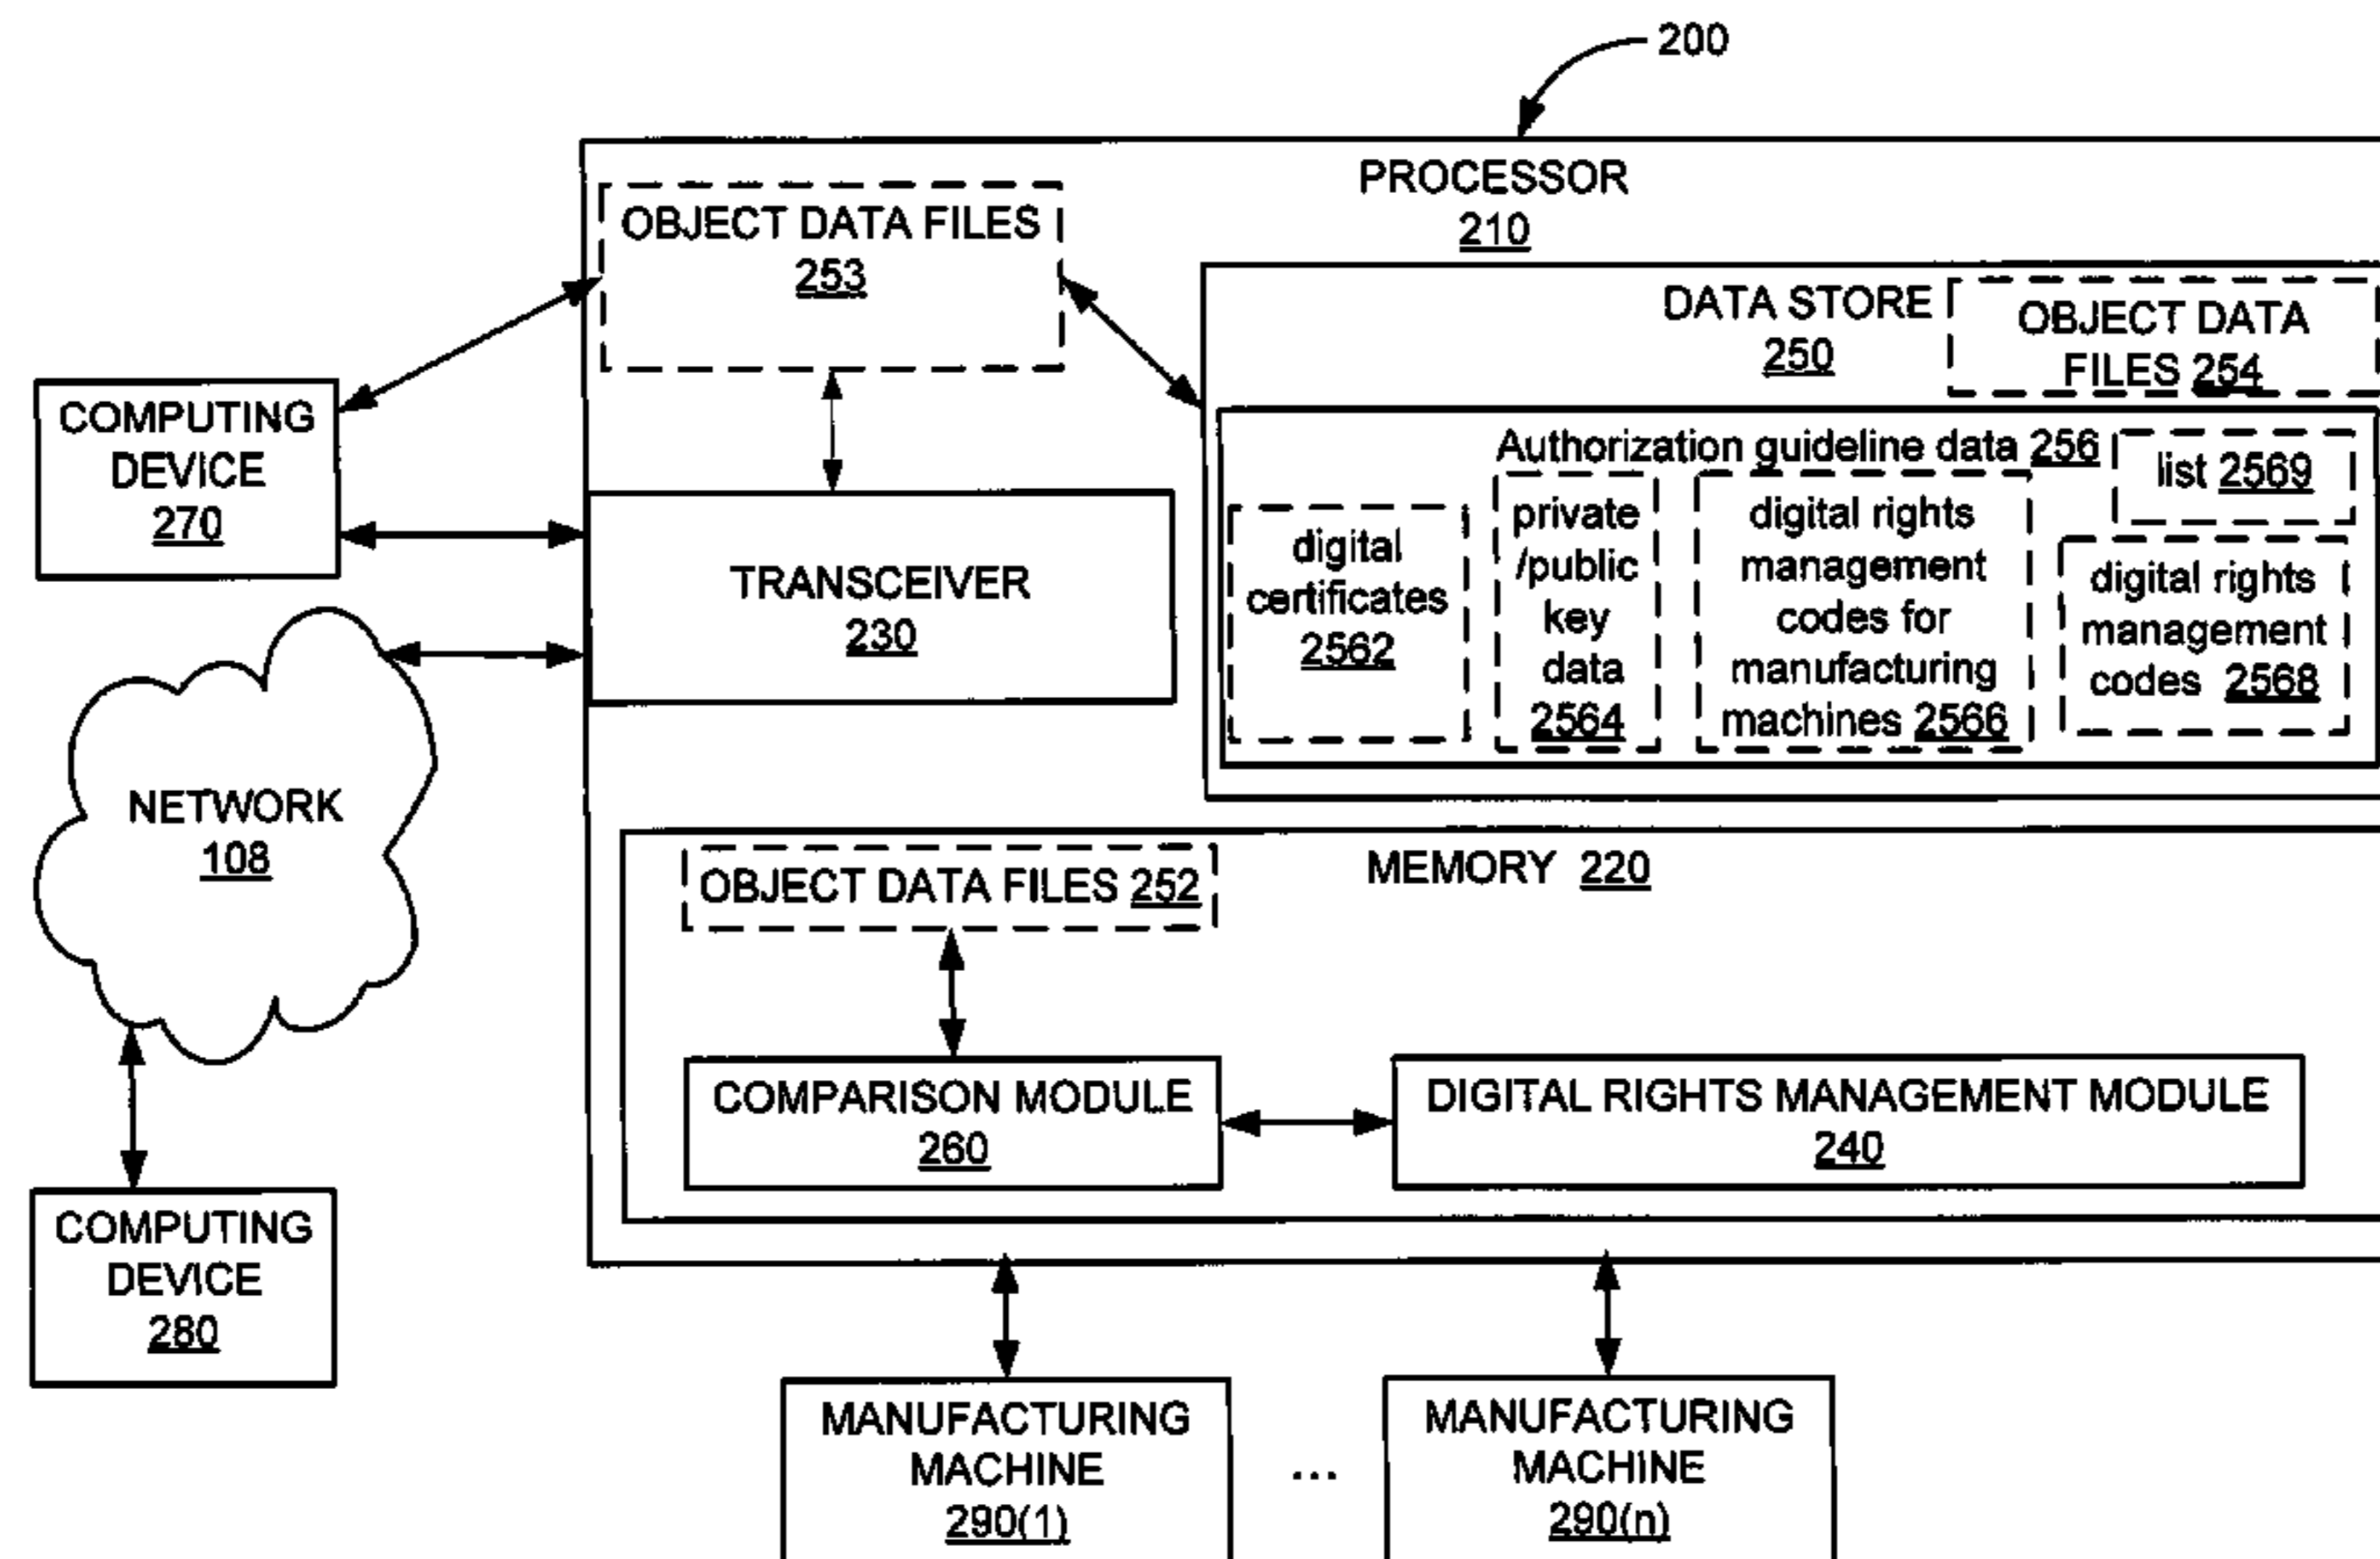 200
PROCESSOR
210
OBJECT DATA FILES
253
DATA STORE
250
OBJECT DATA
FILES 254
COMPUTING
DEVICE
270
Authorization guideline data 256
list 2569
digital
certificates
2562
private
/public
key
data
2564
digital rights
management
codes for
manufacturing
machines 2566
digital rights
management
codes 2568
TRANSCEIVER
230
NETWORK
108
MEMORY 220
OBJECT DATA FILES 252
COMPARISON MODULE
260
DIGITAL RIGHTS MANAGEMENT MODULE
240
COMPUTING
DEVICE
280
MANUFACTURING
MACHINE
290(1)
...
MANUFACTURING
MACHINE
290(n)